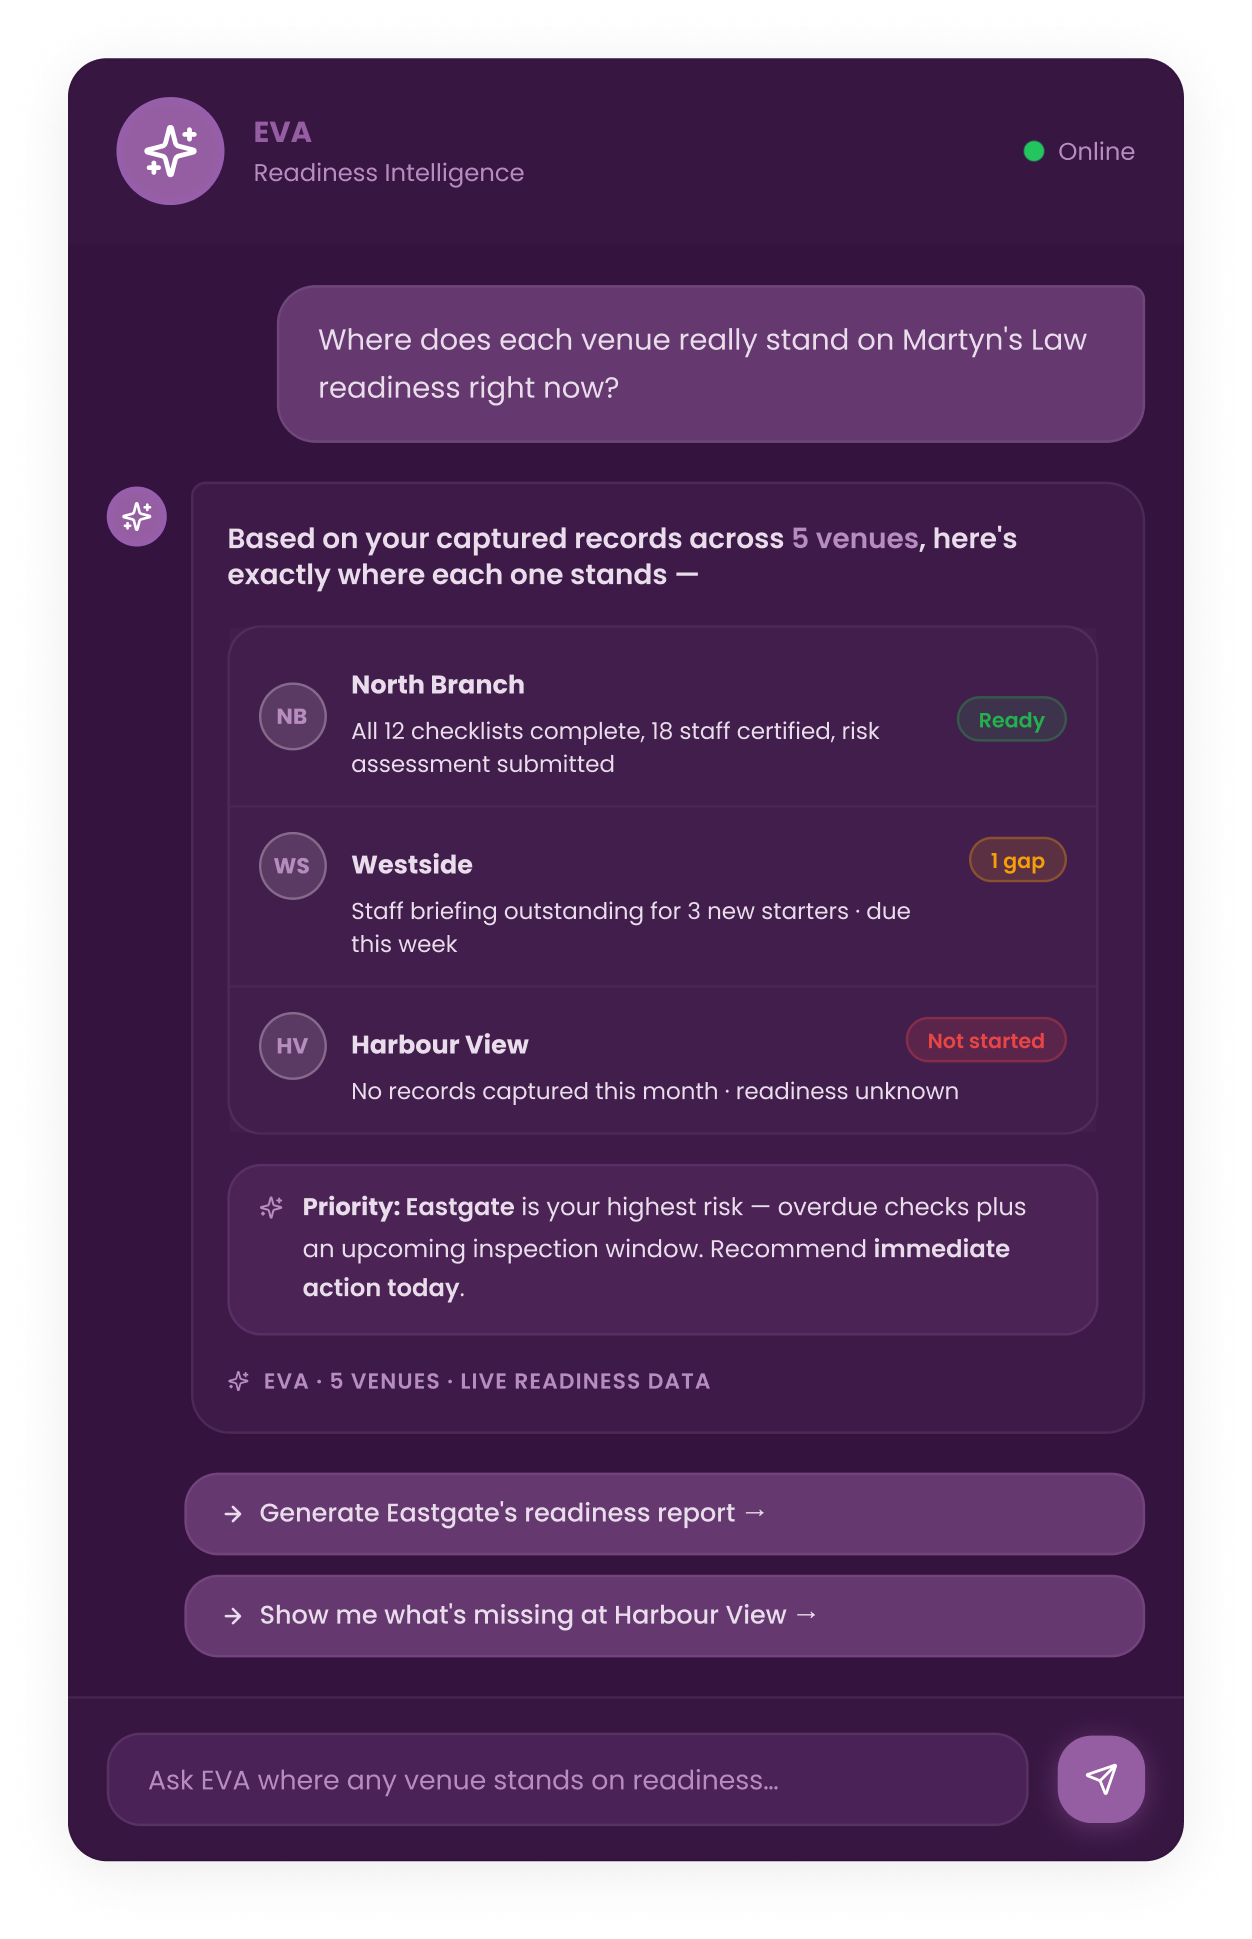 EVA
Readiness Intelligence
Online
Where does each venue really stand on Martyn's Law
readiness right now?
Based on your captured records across 5 venues, here's
exactly where each one stands —
NB
North Branch
All 12 checklists complete, 18 staff certified, risk
assessment submitted
Ready
WS
Westside
1 gap
Staff briefing outstanding for 3 new starters · due
this week
HV
Harbour View
Not started
No records captured this month · readiness unknown
Priority: Eastgate is your highest risk — overdue checks plus
an upcoming inspection window. Recommend immediate
action today.
EVA · 5 VENUES · LIVE READINESS DATA
→ Generate Eastgate's readiness report →
→ Show me what's missing at Harbour View →
Ask EVA where any venue stands on readiness...